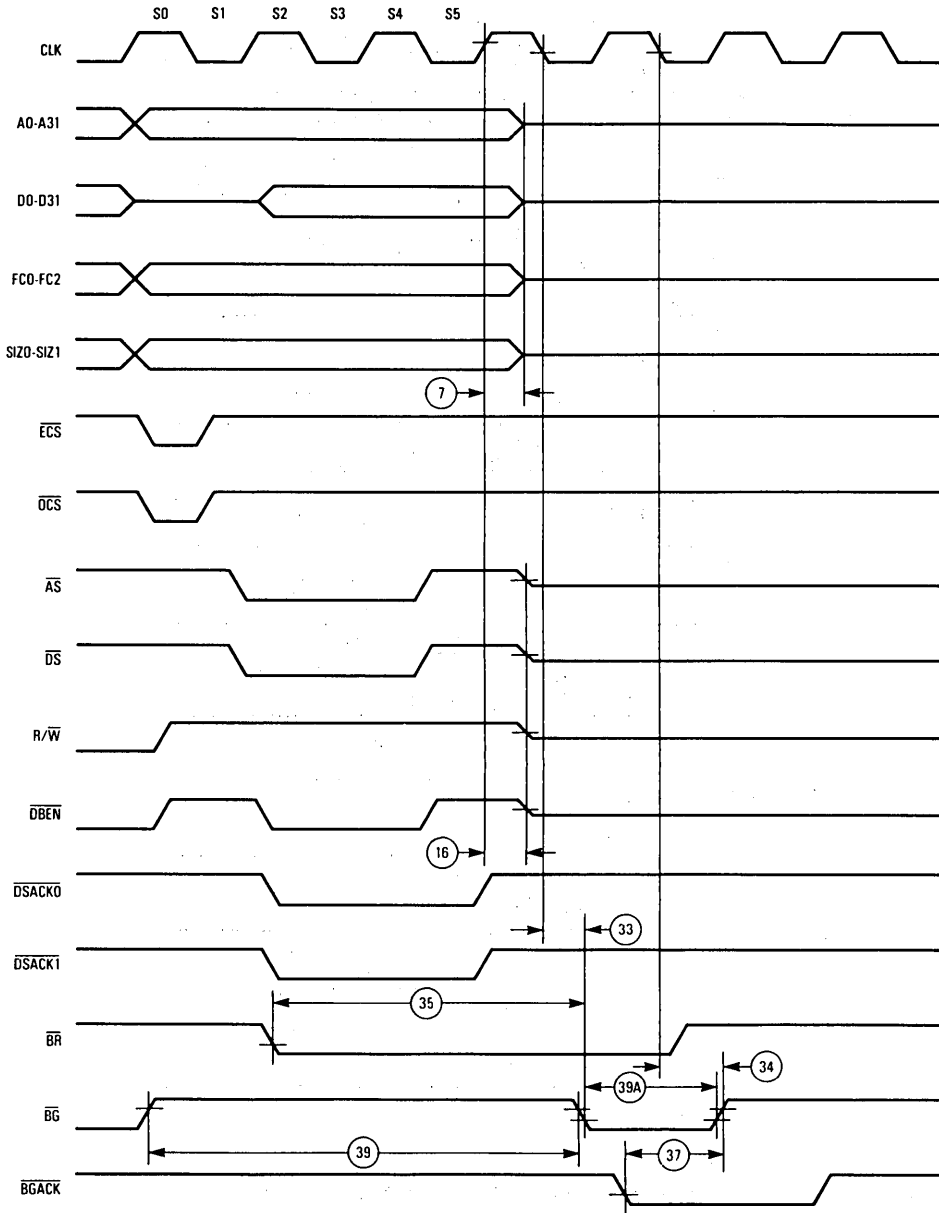 S0 S1 S2 S3 S4 S5
CLK
A0-A31
D0-D31
FC0-FC2
SIZ0-SIZ1
7
ECS
OCS
AS
DS
R/W
DBEN
16
DSACK0
33
DSACK1
35
BR
34
39A
BG
39
37
BGACK